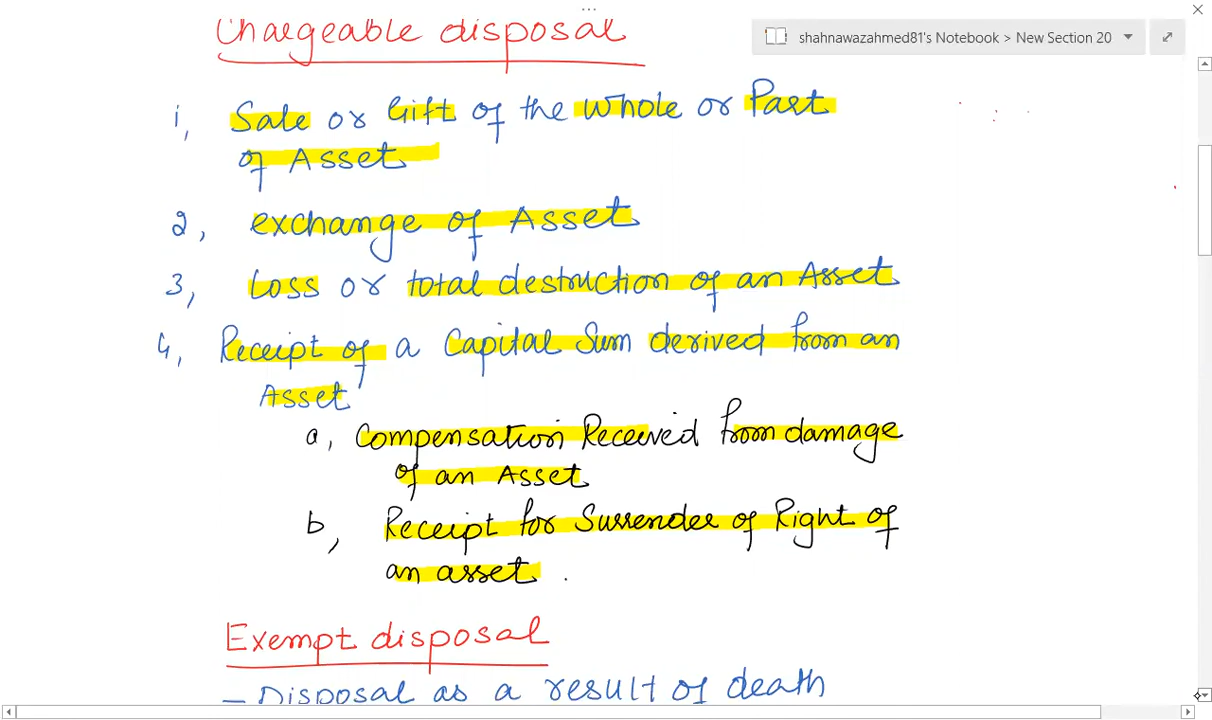 shahnawazahmed81's Notebook > New Section 20
Chargeable disposal
i, Sale or Gift of the whole or Part
of Asset
2, exchange of Asset
3, Loss or total destruction of an Asset
4, Receipt of a Capital Sum derived from an
Asset
a, Compensation Received from damage
of an Asset
b, Receipt for Surrender of Right of
an asset.
Exempt disposal
– Disposal as a result of death